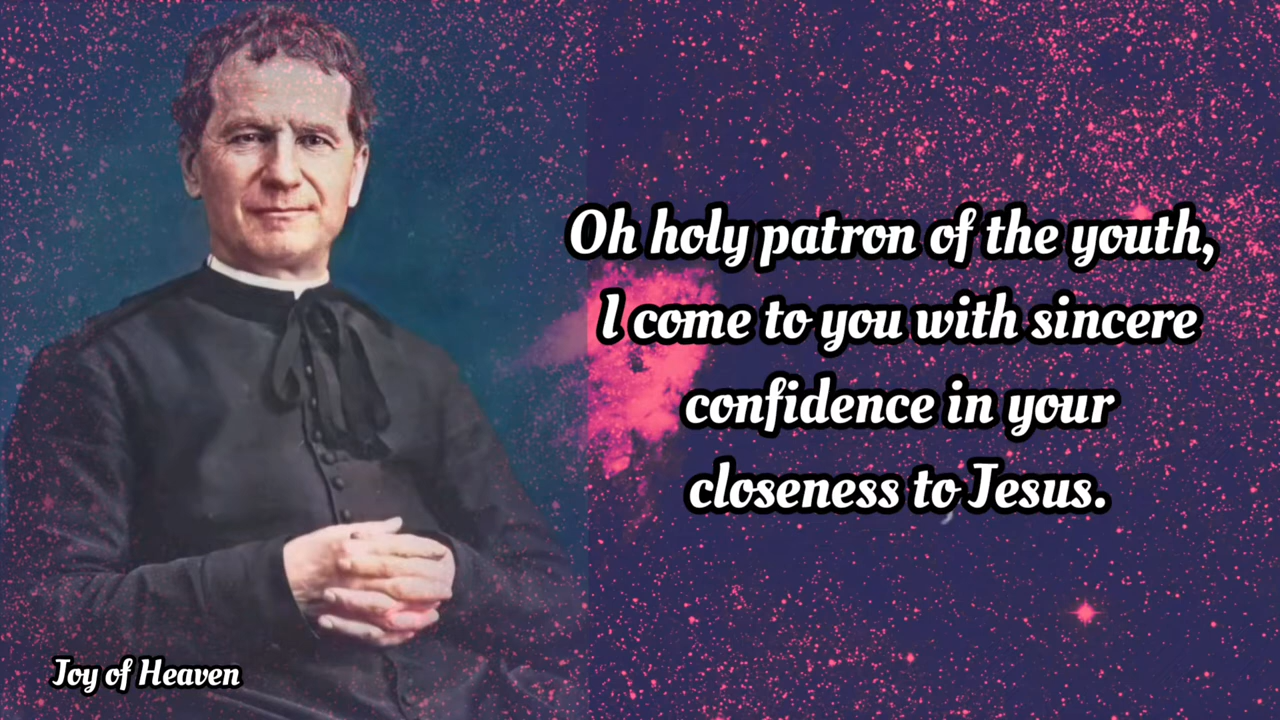 Oh holy patron of the youth,
I come to you with sincere
confidence in your
closeness to Jesus.
Joy of Heaven